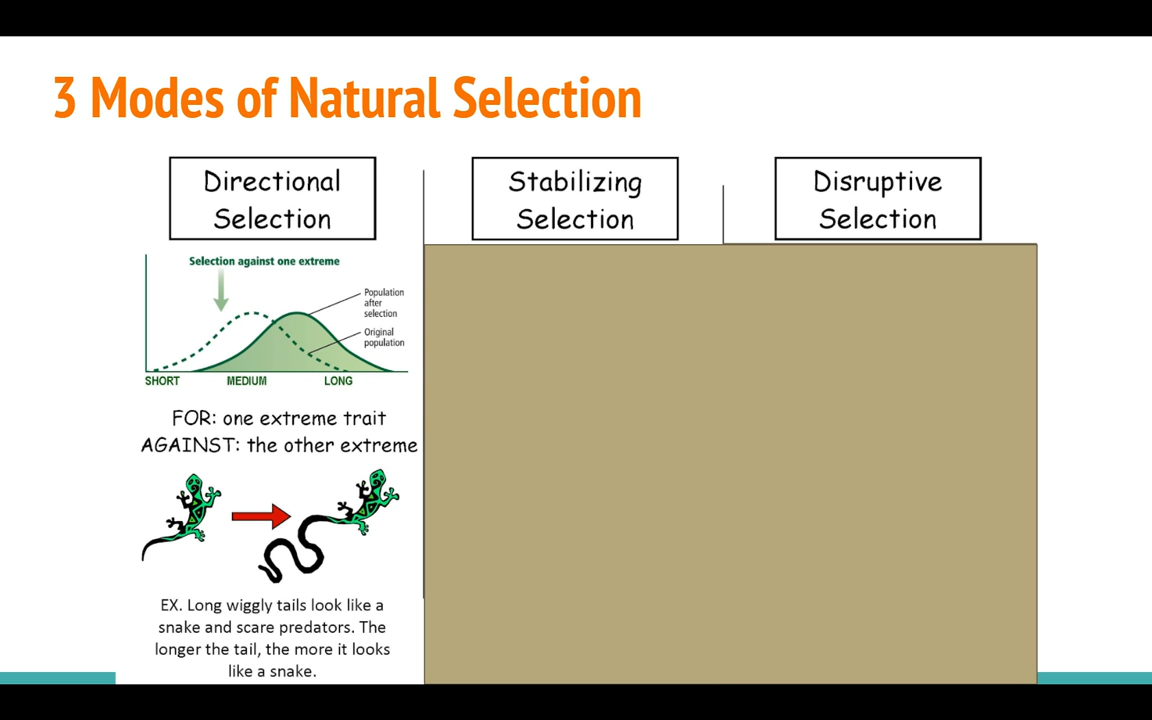 3 Modes of Natural Selection
Directional
Selection
Stabilizing
Selection
Disruptive
Selection
Selection against one extreme
Population
after
selection
Original
population
SHORT MEDIUM LONG
FOR: one extreme trait
AGAINST: the other extreme
EX. Long wiggly tails look like a
snake and scare predators. The
longer the tail, the more it looks
like a snake.